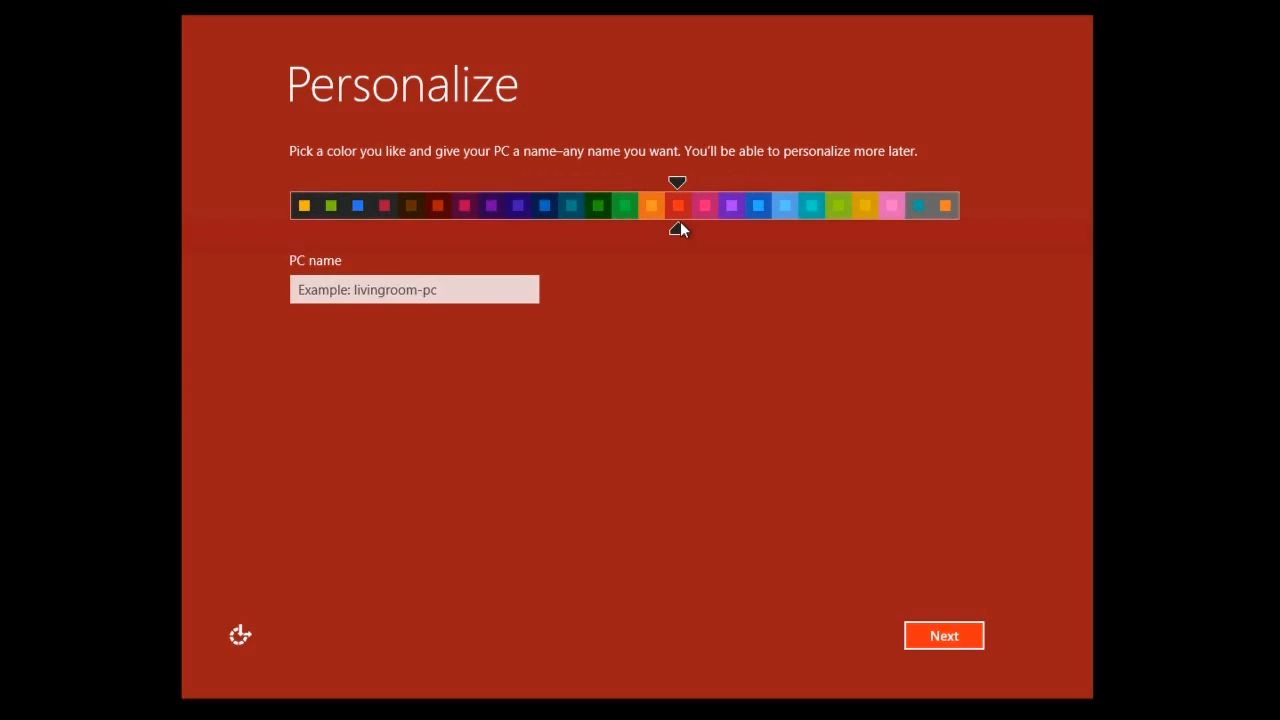 Personalize
Pick a color you like and give your PC a name–any name you want. You'll be able to personalize more later.
PC name
Example: livingroom-pc
Next